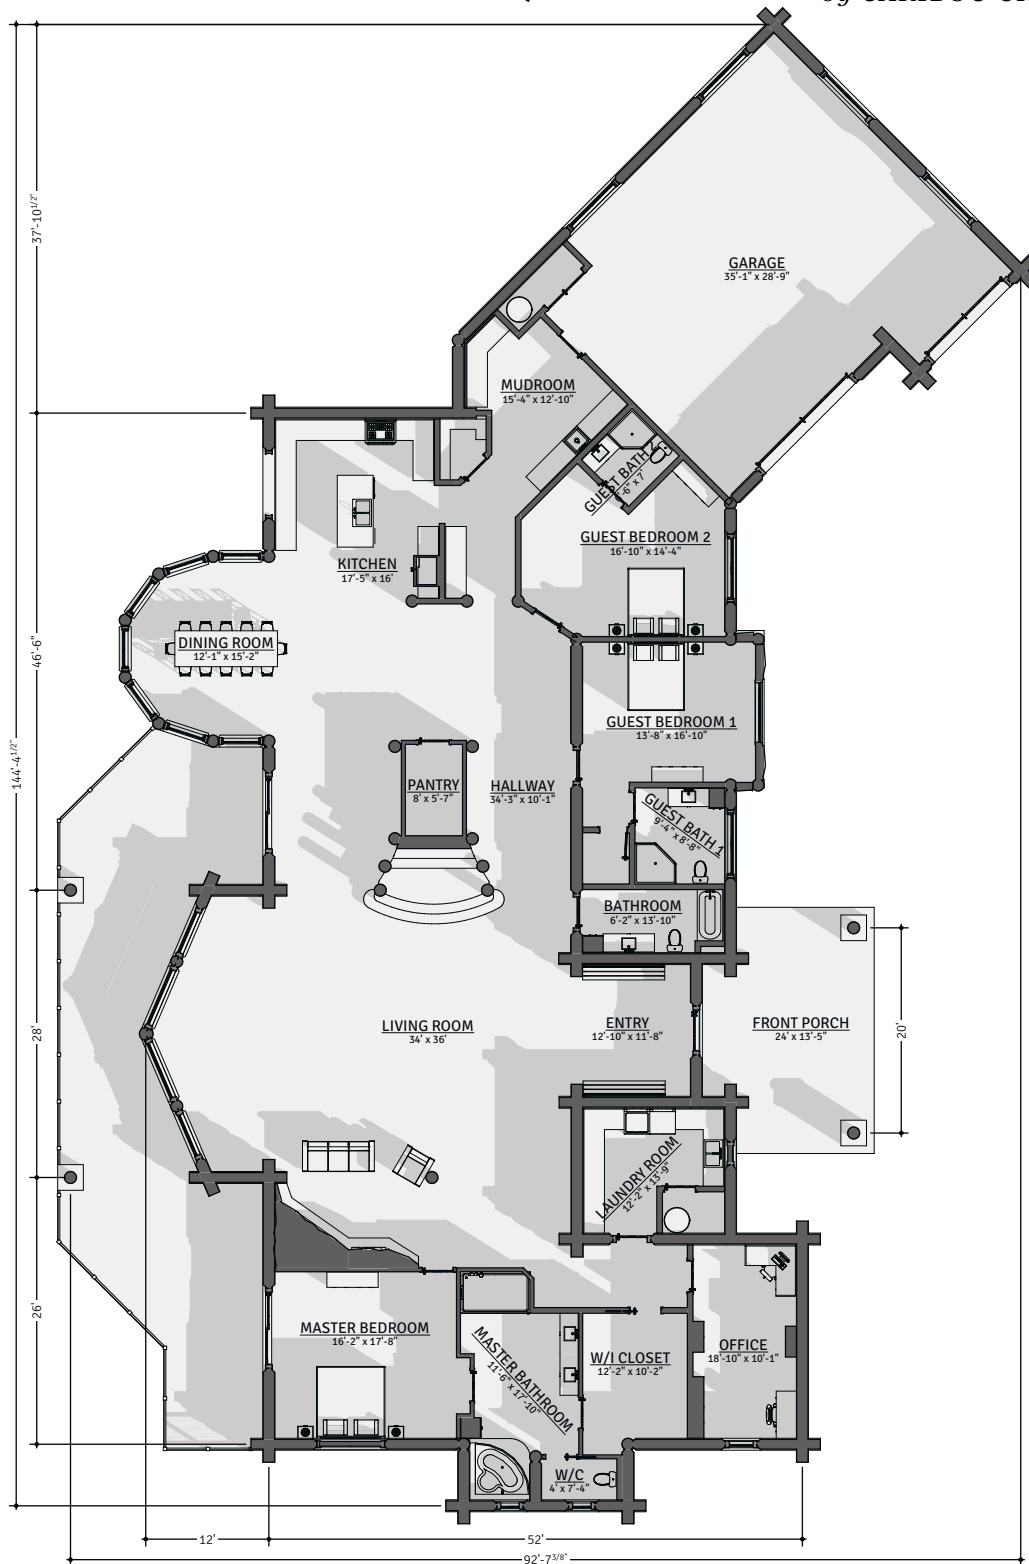 37'-10 1/2"
GARAGE
35'-1" x 28'-9"
MUDROOM
15'-4" x 12'-10"
GUEST BATH
GUEST BEDROOM 2
16'-10" x 14'-4"
KITCHEN
17'-5" x 16'
DINING ROOM
12'-1" x 15'-2"
46'-6"
GUEST BEDROOM 1
13'-8" x 16'-10"
144'-4 1/2"
PANTRY
8' x 5'-7"
HALLWAY
34'-3" x 10'-1"
GUEST BATH 1
9'-4" x 8'-8"
BATHROOM
6'-2" x 13'-10"
LIVING ROOM
34' x 36'
ENTRY
12'-10" x 11'-8"
FRONT PORCH
24' x 13'-5"
28'
20'
LAUNDRY ROOM
12'-2" x 13'-9"
26'
MASTER BEDROOM
16'-2" x 17'-8"
MASTER BATHROOM
11'-6" x 17'-10"
W/I CLOSET
12'-2" x 10'-2"
OFFICE
18'-10" x 10'-1"
W/C
4' x 7'-4"
12'
52'
92'-7 3/8"